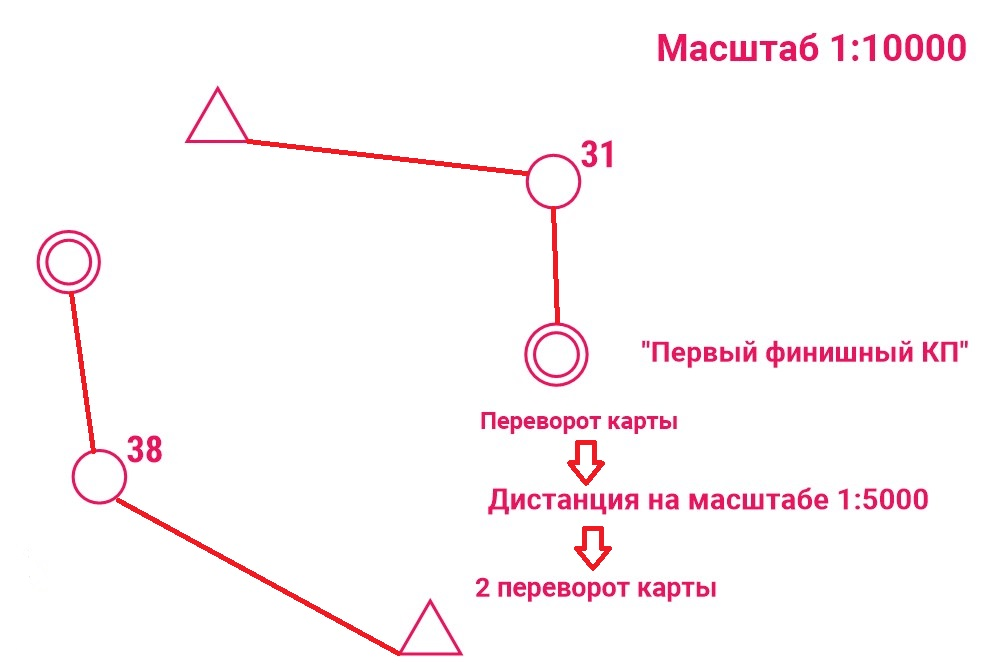 Масштаб 1:10000
31
"Первый финишный КП"
Переворот карты
38
Дистанция на масштабе 1:5000
2 переворот карты